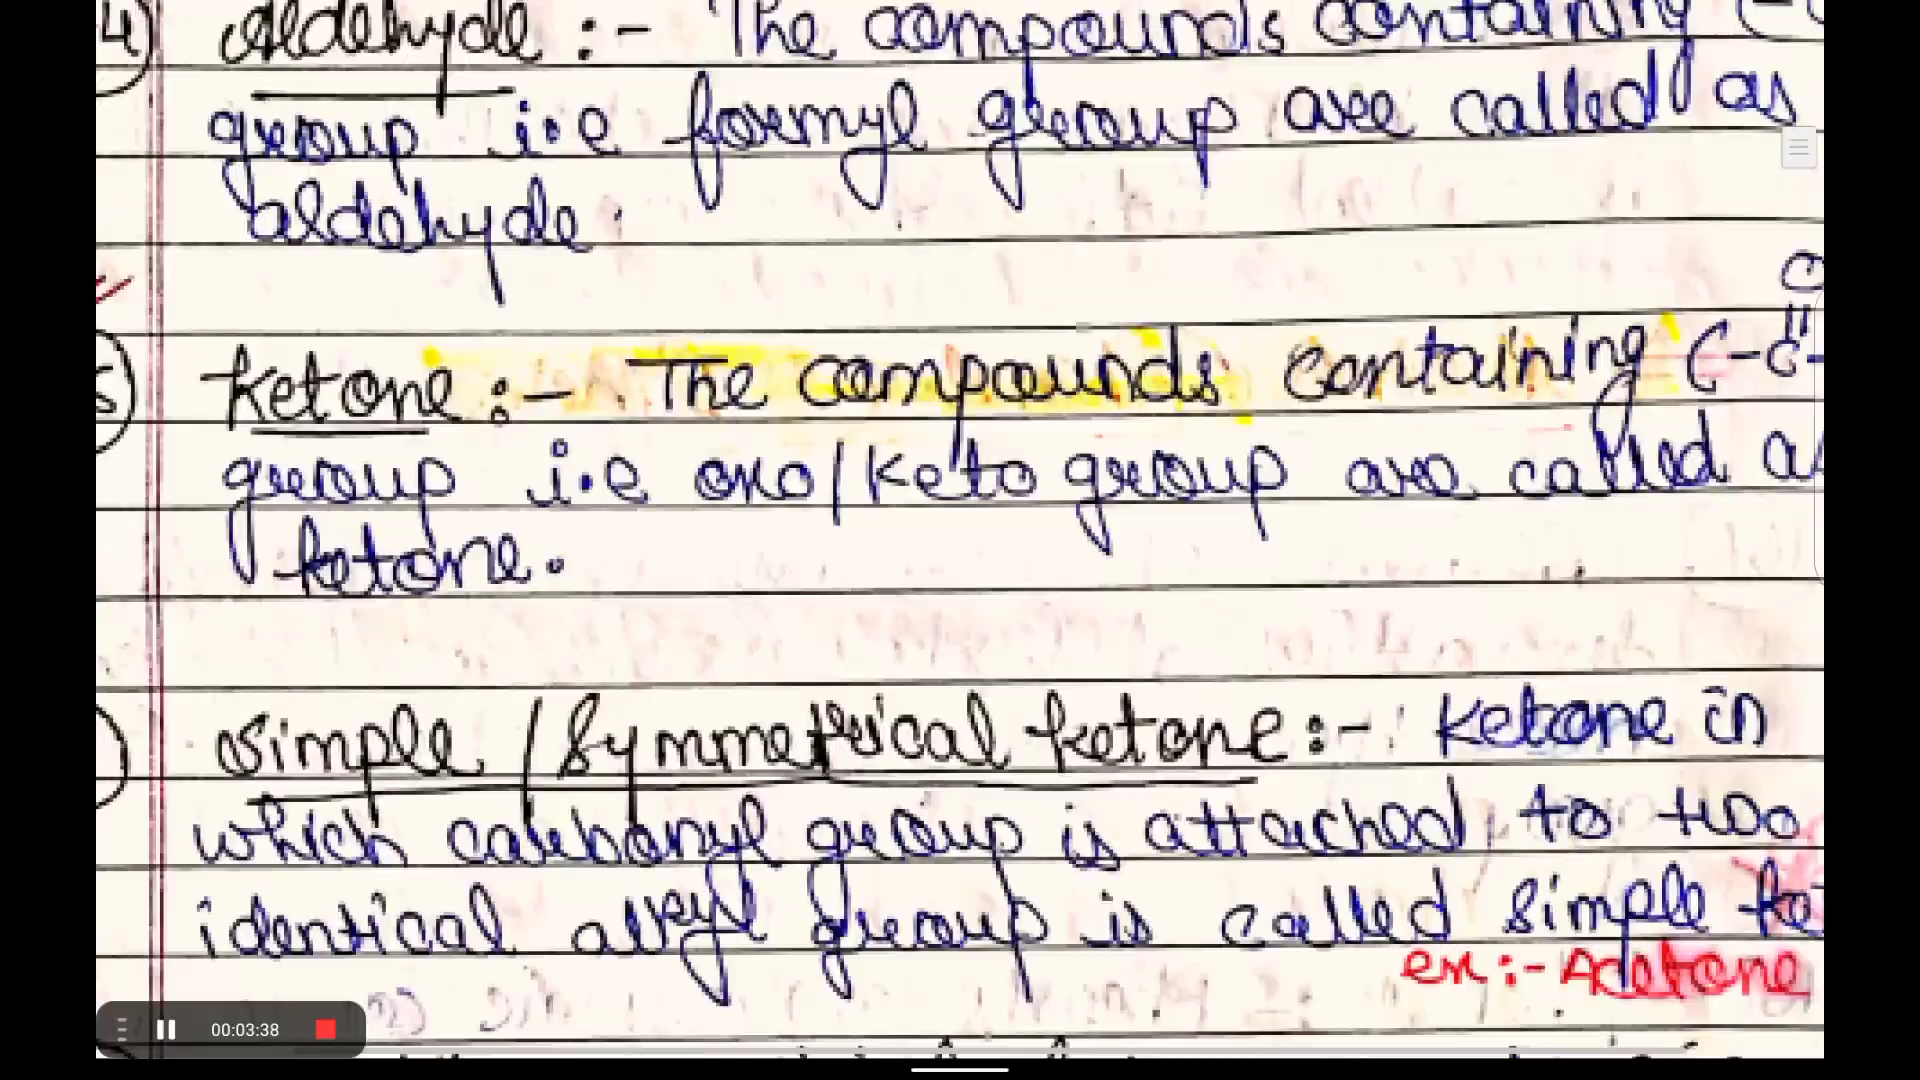 4) Aldehyde :- The compounds containing (-C
group i.e formyl group are called as
aldehyde.
O
||
5) ketone :- The compounds containing C-C-
group i.e oxo/Keto group are called as
ketone.
) simple / Symmetrical ketone :- Ketone in
which carbonyl group is attached to two
identical alkyl group is called simple ke
ex :- Acetone
00:03:38